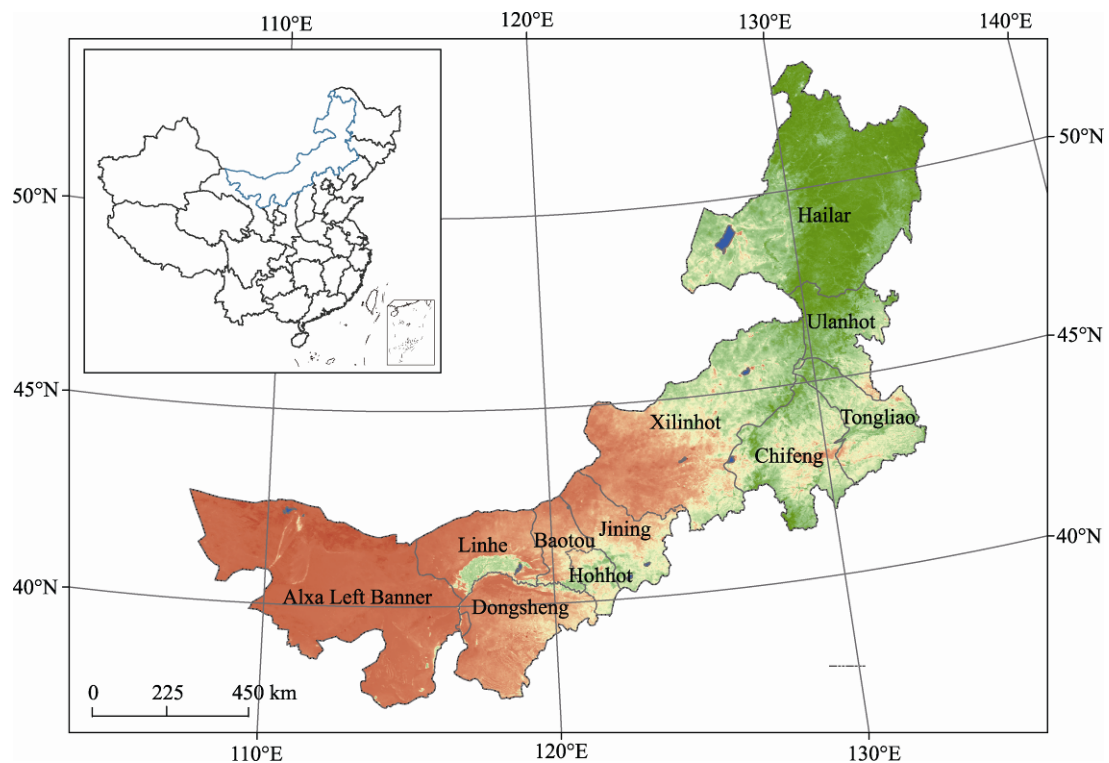 110°E
120°E
130°E
140°E
50°N
50°N
Hailar
Ulanhot
45°N
45°N
Xilinhot
Tongliao
Chifeng
Jining
Baotou
Linhe
40°N
Hohhot
40°N
Alxa Left Banner
Dongsheng
0 225 450 km
110°E
120°E
130°E